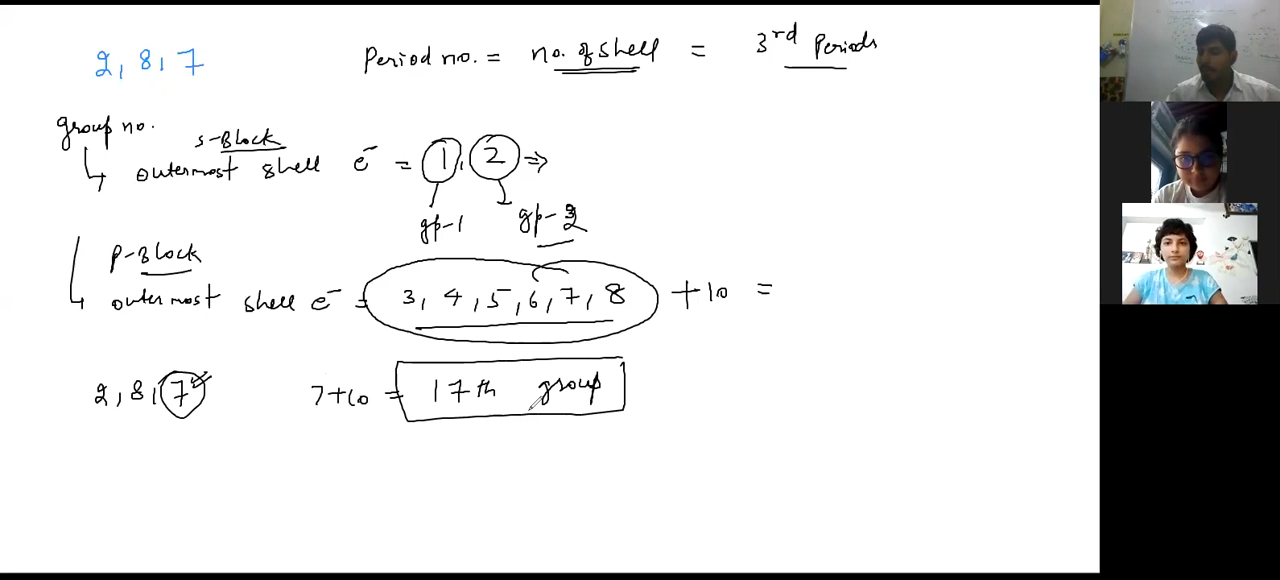 2, 8, 7
Period no. = no. of shell = 3rd Periods
group no.
s-Block
outermost shell e⁻ = 1, 2 ⇒
gp-1 gp-2
p-Block
outermost shell e⁻ = 3, 4, 5, 6, 7, 8 +10 =
2, 8, 7 7+10 = 17th group